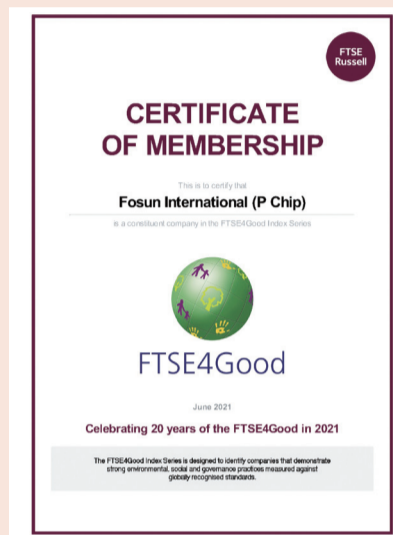 FTSE
Russell
CERTIFICATE
OF MEMBERSHIP
This is to certify that
Fosun International (P Chip)
is a constituent company in the FTSE4Good Index Series
FTSE4Good
June 2021
Celebrating 20 years of the FTSE4Good in 2021
The FTSE4Good Index Series is designed to identify companies that demonstrate
strong environmental, social and governance practices measured against
globally recognised standards.